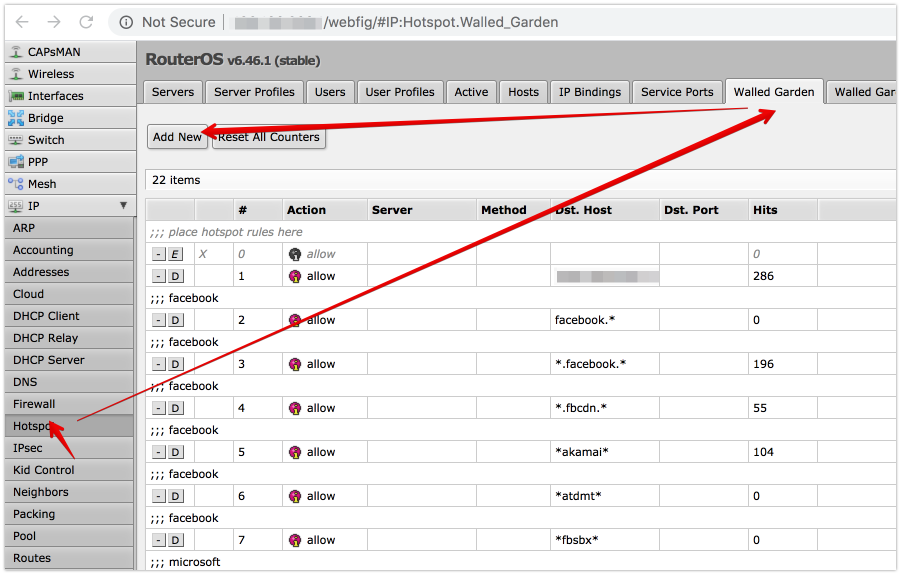 Not Secure
/webfig/#IP:Hotspot.Walled_Garden
CAPsMAN
Wireless
Interfaces
Bridge
Switch
PPP
Mesh
IP
ARP
Accounting
Addresses
Cloud
DHCP Client
DHCP Relay
DHCP Server
DNS
Firewall
Hotspot
IPsec
Kid Control
Neighbors
Packing
Pool
Routes
RouterOS v6.46.1 (stable)
Servers Server Profiles Users User Profiles Active Hosts IP Bindings Service Ports Walled Garden Walled Gar
Add New Reset All Counters
22 items
# Action Server Method Dst. Host Dst. Port Hits
;;; place hotspot rules here
- E X 0 allow 0
- D 1 allow 286
;;; facebook
- D 2 allow facebook.* 0
;;; facebook
- D 3 allow *.facebook.* 196
;;; facebook
- D 4 allow *.fbcdn.* 55
;;; facebook
- D 5 allow *akamai* 104
;;; facebook
- D 6 allow *atdmt* 0
;;; facebook
- D 7 allow *fbsbx* 0
;;; microsoft